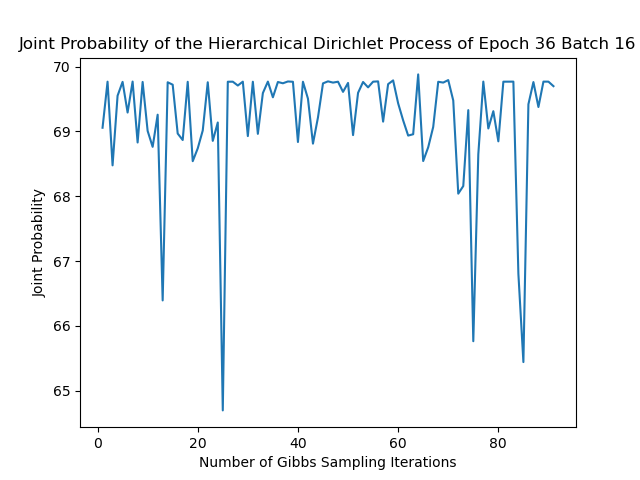 Joint Probability of the Hierarchical Dirichlet Process of Epoch 36 Batch 16
70
69
68
67
66
65
Joint Probability
0 20 40 60 80
Number of Gibbs Sampling Iterations